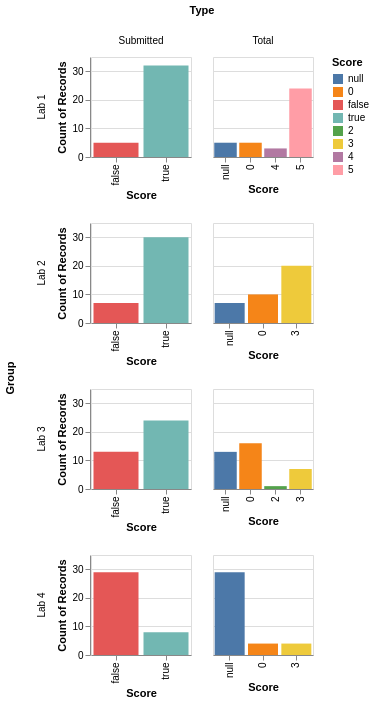 Type
Submitted Total
Score
null
0
false
true
2
3
4
5
Lab 1
Count of Records
30
20
10
0
false true
Score
null 0 4 5
Score
Lab 2
Count of Records
30
20
10
0
false true
Score
null 0 3
Score
Group
Lab 3
Count of Records
30
20
10
0
false true
Score
null 0 2 3
Score
Lab 4
Count of Records
30
20
10
0
false true
Score
null 0 3
Score